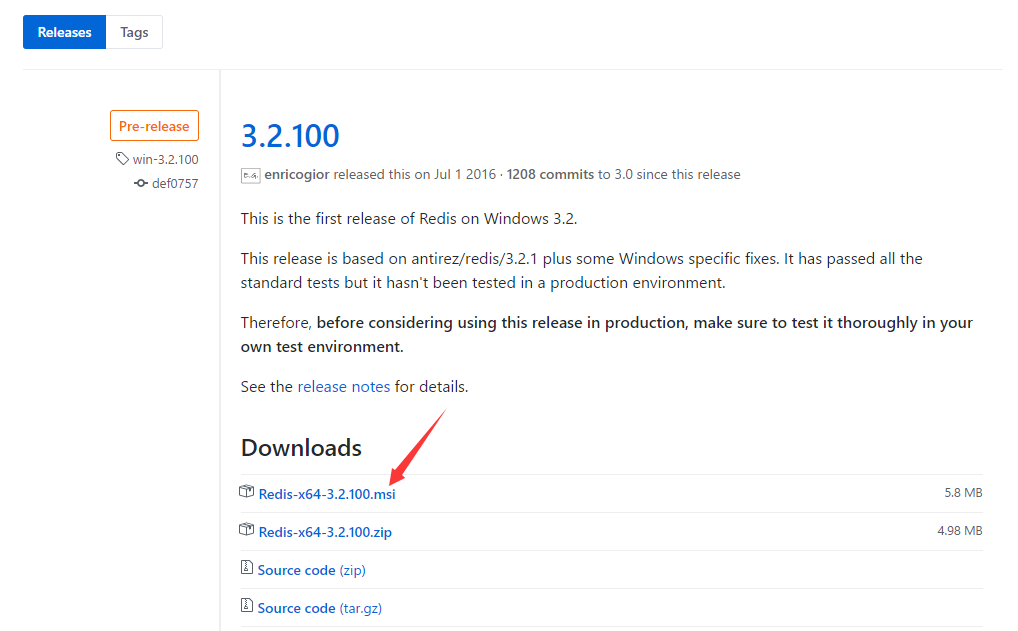 Releases Tags
Pre-release
win-3.2.100
def0757
3.2.100
enricogior released this on Jul 1 2016 · 1208 commits to 3.0 since this release
This is the first release of Redis on Windows 3.2.
This release is based on antirez/redis/3.2.1 plus some Windows specific fixes. It has passed all the
standard tests but it hasn't been tested in a production environment.
Therefore, before considering using this release in production, make sure to test it thoroughly in your
own test environment.
See the release notes for details.
Downloads
Redis-x64-3.2.100.msi 5.8 MB
Redis-x64-3.2.100.zip 4.98 MB
Source code (zip)
Source code (tar.gz)